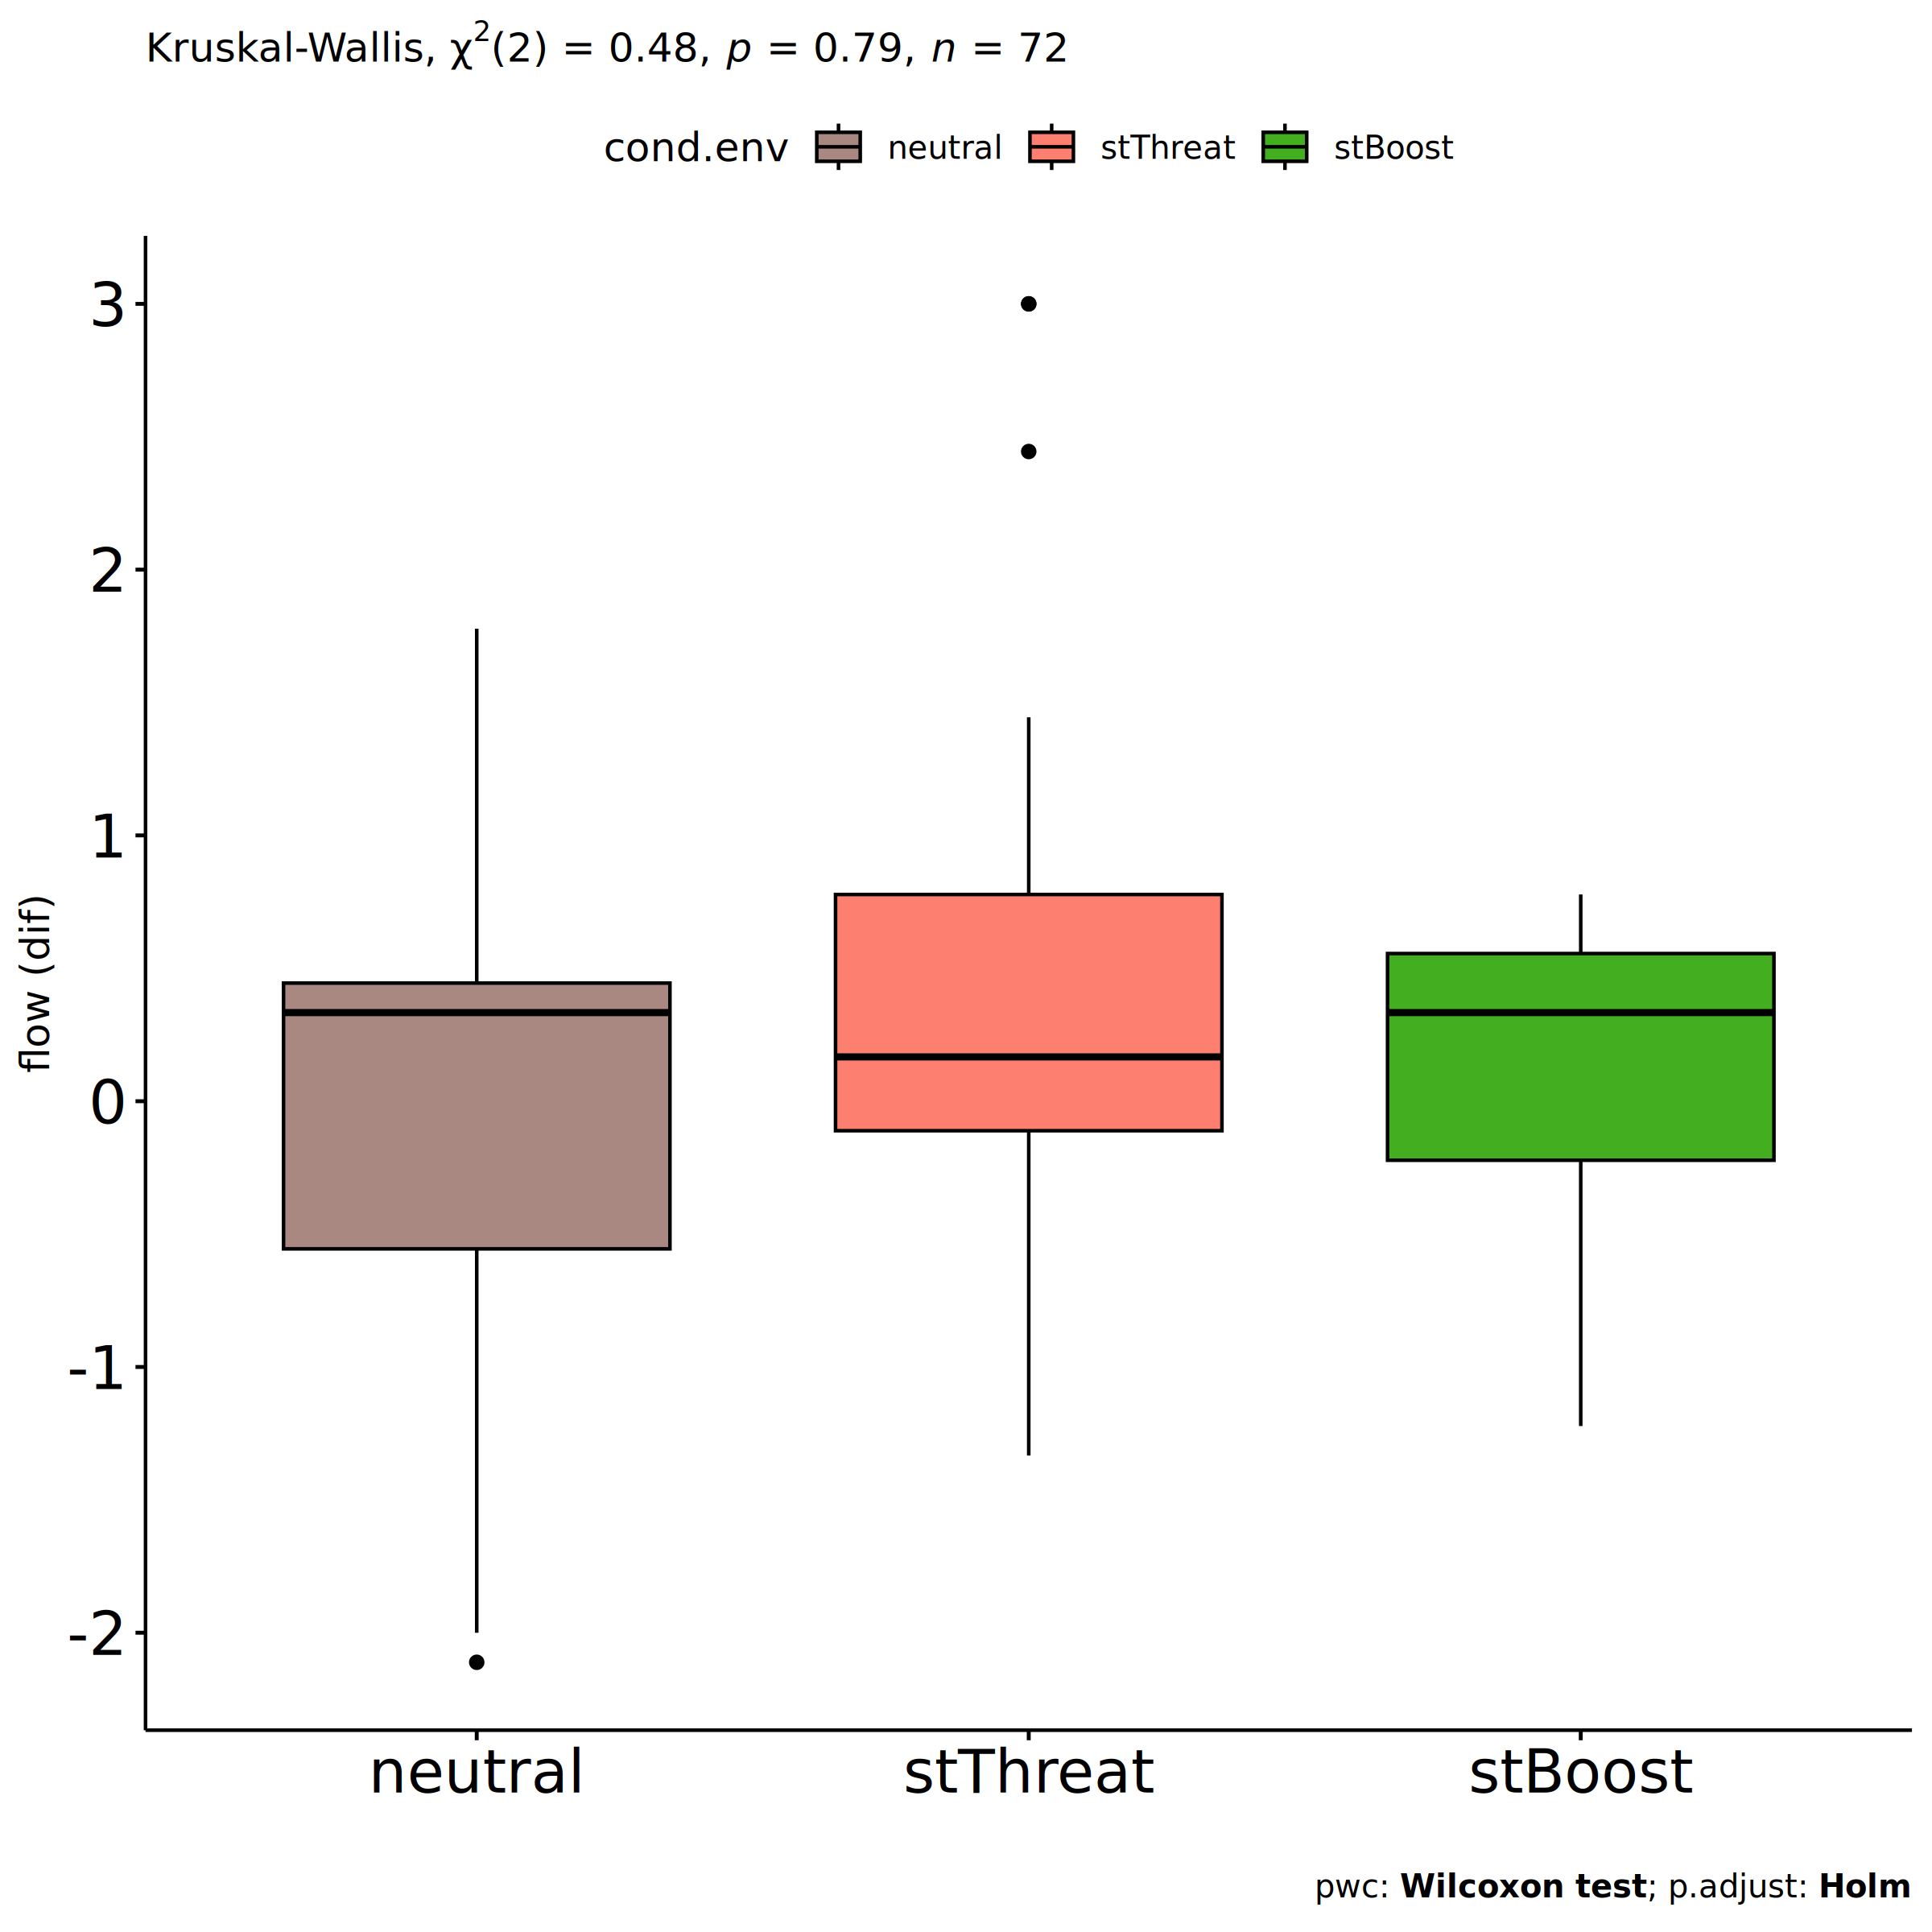 Kruskal-Wallis, χ²(2) = 0.48, p = 0.79, n = 72
cond.env neutral stThreat stBoost
3
2
1
0
-1
-2
flow (dif)
neutral stThreat stBoost
pwc: Wilcoxon test; p.adjust: Holm